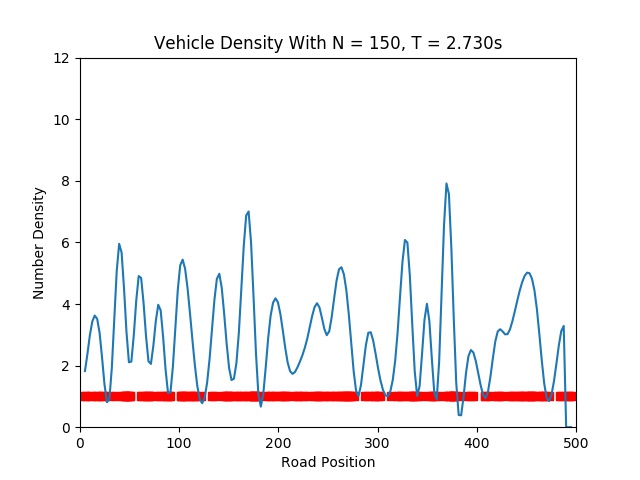 Vehicle Density With N = 150, T = 2.730s
12
10
8
6
4
2
0
Number Density
0 100 200 300 400 500
Road Position